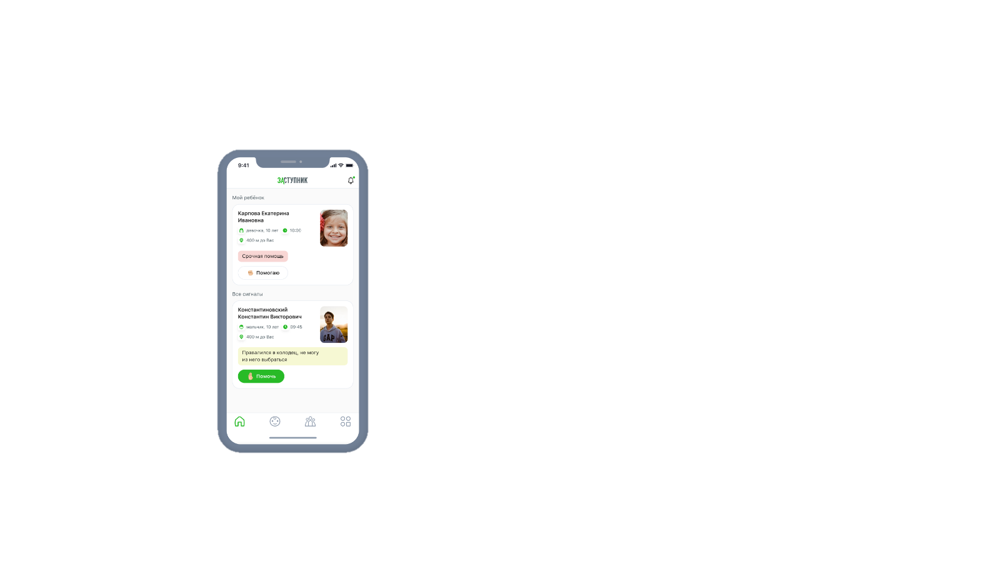 9:41
ЗАСТУПНИК
Мой ребёнок
Карпова Екатерина
Ивановна
девочка, 10 лет 10:00
400 м до Вас
Срочная помощь
Помогаю
Все сигналы
Константиновский
Константин Викторович
мальчик, 10 лет 09:45
400 м до Вас
GAP
Правалился в колодец, не могу
из него выбраться
Помочь